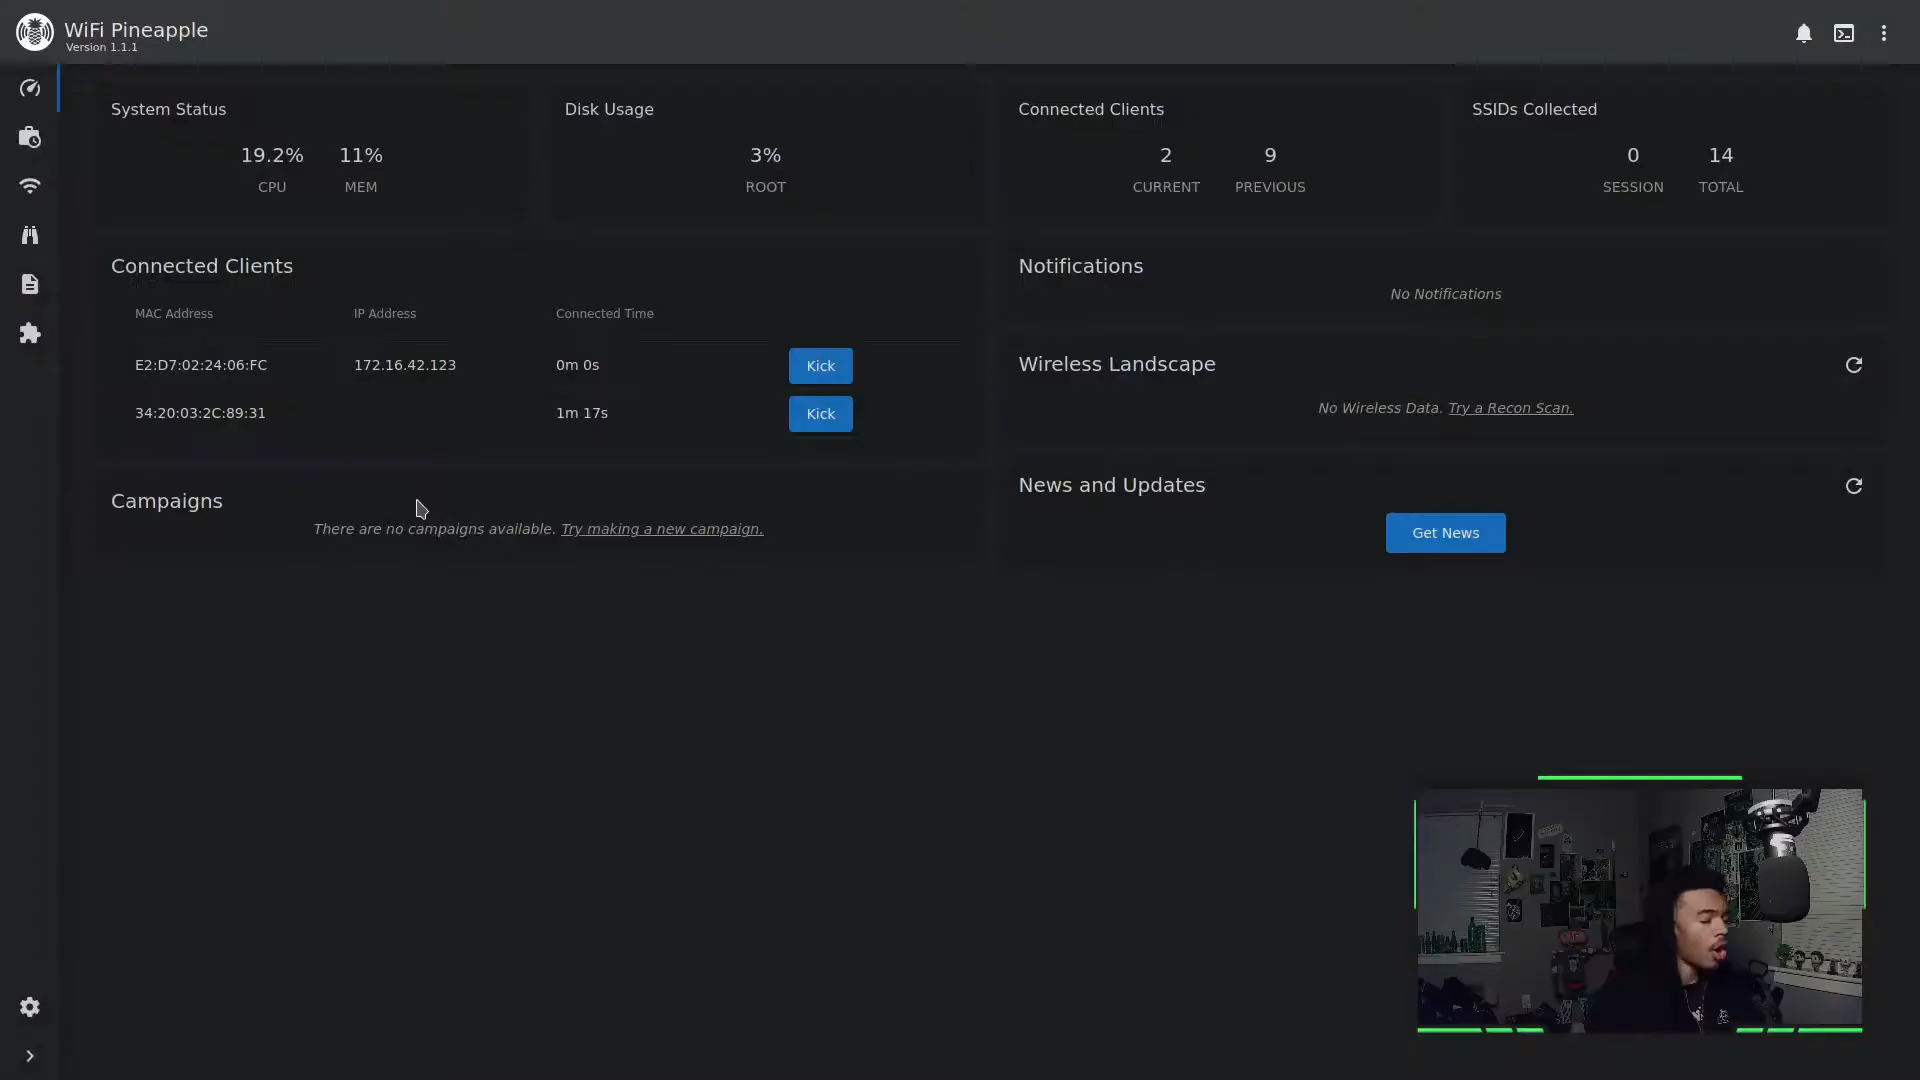 WiFi Pineapple
Version 1.1.1
System Status
19.2% 11%
CPU MEM
Disk Usage
3%
ROOT
Connected Clients
2 9
CURRENT PREVIOUS
SSIDs Collected
0 14
SESSION TOTAL
Connected Clients
MAC Address IP Address Connected Time
E2:D7:02:24:06:FC 172.16.42.123 0m 0s Kick
34:20:03:2C:89:31 1m 17s Kick
Campaigns
There are no campaigns available. Try making a new campaign.
Notifications
No Notifications
Wireless Landscape
No Wireless Data. Try a Recon Scan.
News and Updates
Get News